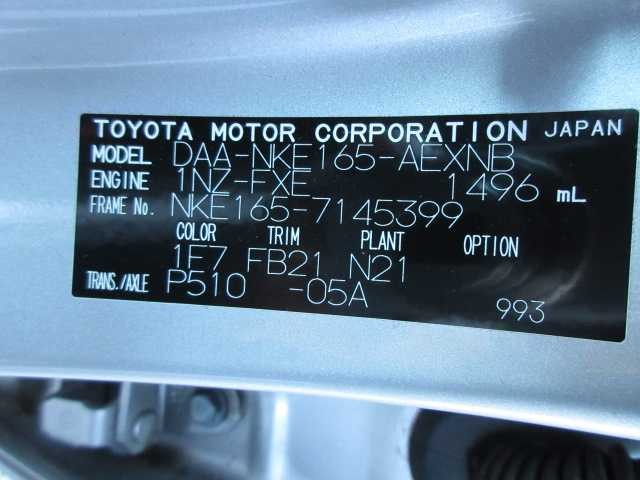 TOYOTA MOTOR CORPORATION JAPAN
MODEL DAA-NKE165-AEXNB
ENGINE 1NZ-FXE 1496 mL
FRAME No. NKE165-7145399
COLOR TRIM PLANT OPTION
1F7 FB21 N21
TRANS./AXLE P510 -05A 993